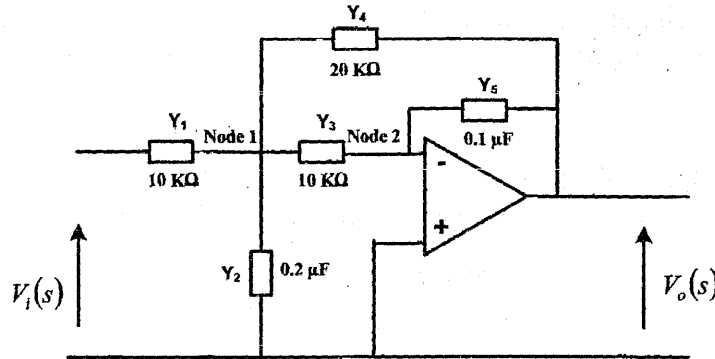 Y₄
20 KΩ
Y₅
0.1 µF
Y₁
Node 1
Y₃
Node 2
10 KΩ
10 KΩ
-
+
Y₂
0.2 µF
Vᵢ(s)
Vₒ(s)